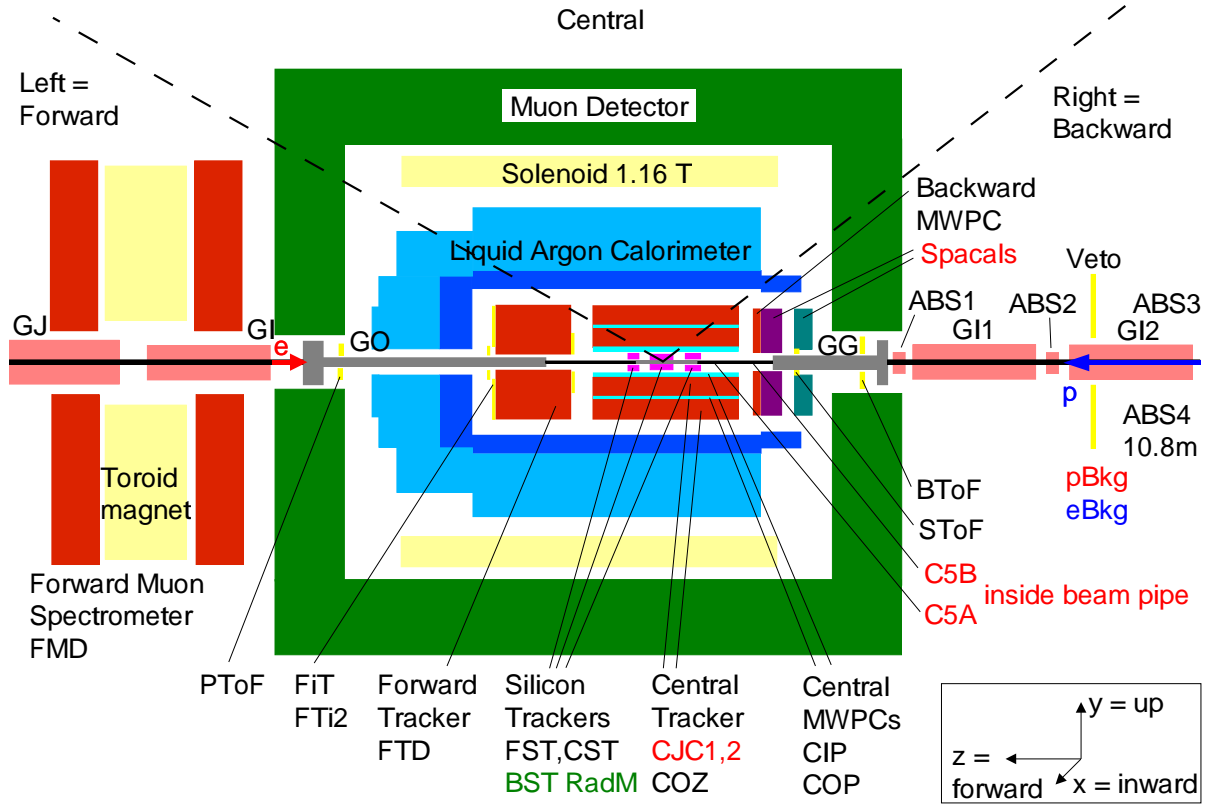 Central
Left =
Forward
Muon Detector
Right =
Backward
Solenoid 1.16 T
Backward
MWPC
Spacals
Liquid Argon Calorimeter
Veto
ABS1
ABS2
ABS3
GJ
GI
GO
GG
GI1
GI2
e
p
ABS4
10.8m
Toroid
magnet
pBkg
eBkg
BToF
SToF
C5B
C5A
inside beam pipe
Forward Muon
Spectrometer
FMD
PToF
FiT
FTi2
Forward
Tracker
FTD
Silicon
Trackers
FST,CST
BST RadM
Central
Tracker
CJC1,2
COZ
Central
MWPCs
CIP
COP
y = up
z =
forward
x = inward